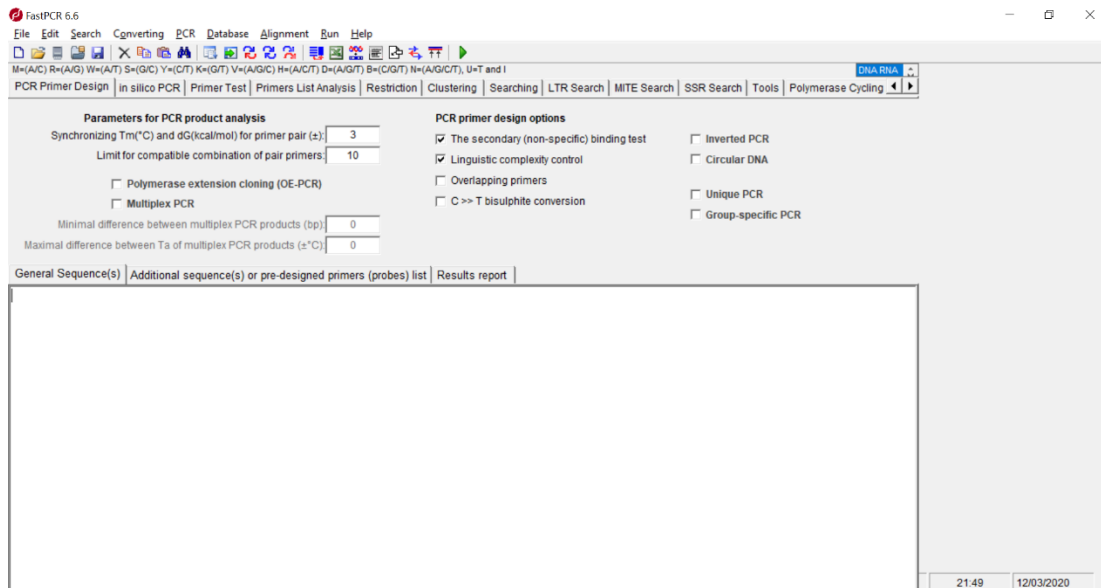 FastPCR 6.6
File Edit Search Converting PCR Database Alignment Run Help
M=(A/C) R=(A/G) W=(A/T) S=(G/C) Y=(C/T) K=(G/T) V=(A/G/C) H=(A/C/T) D=(A/G/T) B=(C/G/T) N=(A/G/C/T), U=T and I
DNA RNA
PCR Primer Design in silico PCR Primer Test Primers List Analysis Restriction Clustering Searching LTR Search MITE Search SSR Search Tools Polymerase Cycling
Parameters for PCR product analysis
Synchronizing Tm(°C) and dG(kcal/mol) for primer pair (±): 3
Limit for compatible combination of pair primers: 10
Polymerase extension cloning (OE-PCR)
Multiplex PCR
Minimal difference between multiplex PCR products (bp): 0
Maximal difference between Ta of multiplex PCR products (±°C): 0
PCR primer design options
The secondary (non-specific) binding test
Linguistic complexity control
Overlapping primers
C >> T bisulphite conversion
Inverted PCR
Circular DNA
Unique PCR
Group-specific PCR
General Sequence(s) Additional sequence(s) or pre-designed primers (probes) list Results report
21.49 12/03/2020